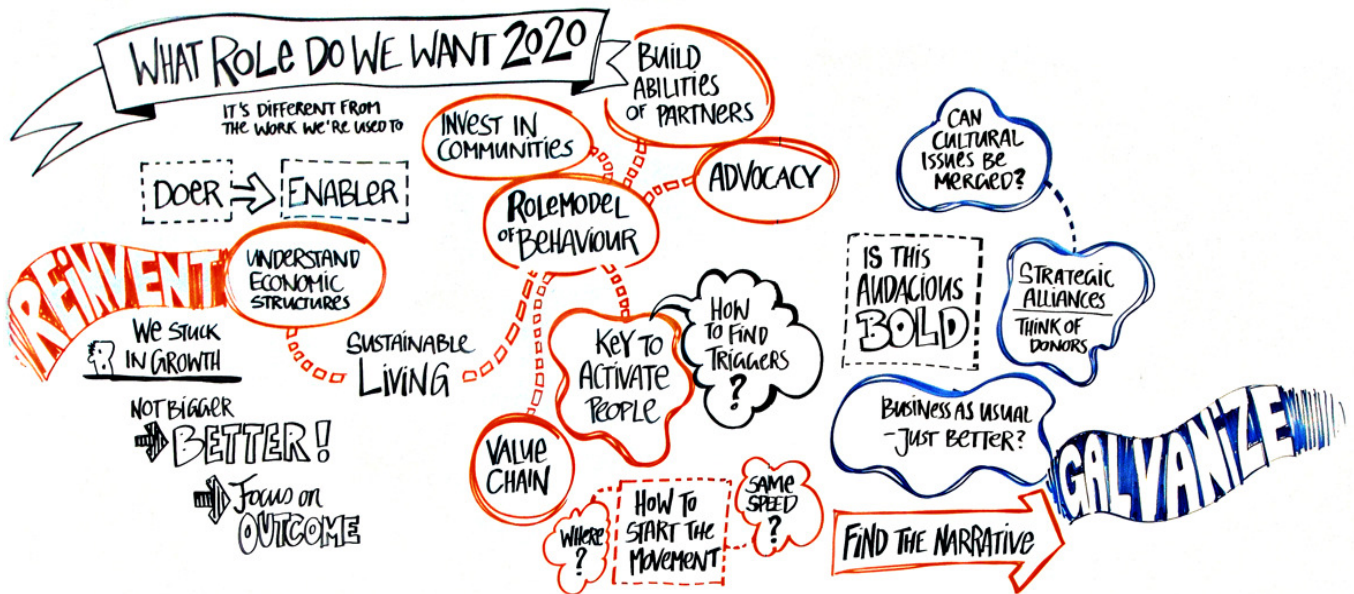 WHAT ROLE DO WE WANT 2020
IT'S DIFFERENT FROM
THE WORK WE'RE USED TO
DOER
ENABLER
REINVENT
UNDERSTAND
ECONOMIC
STRUCTURES
WE STUCK
IN GROWTH
NOT BIGGER
BETTER!
FOCUS ON
OUTCOME
SUSTAINABLE
LIVING
INVEST IN
COMMUNITIES
BUILD
ABILITIES
OF PARTNERS
ADVOCACY
ROLEMODEL
OF BEHAVIOUR
KEY TO
ACTIVATE
PEOPLE
HOW
TO FIND
TRIGGERS
?
VALUE
CHAIN
WHERE
?
HOW TO
START THE
MOVEMENT
SAME
SPEED
?
CAN
CULTURAL
ISSUES BE
MERGED?
IS THIS
AUDACIOUS
BOLD
STRATEGIC
ALLIANCES
THINK OF
DONORS
BUSINESS AS USUAL
-JUST BETTER?
FIND THE NARRATIVE
GALVANIZE